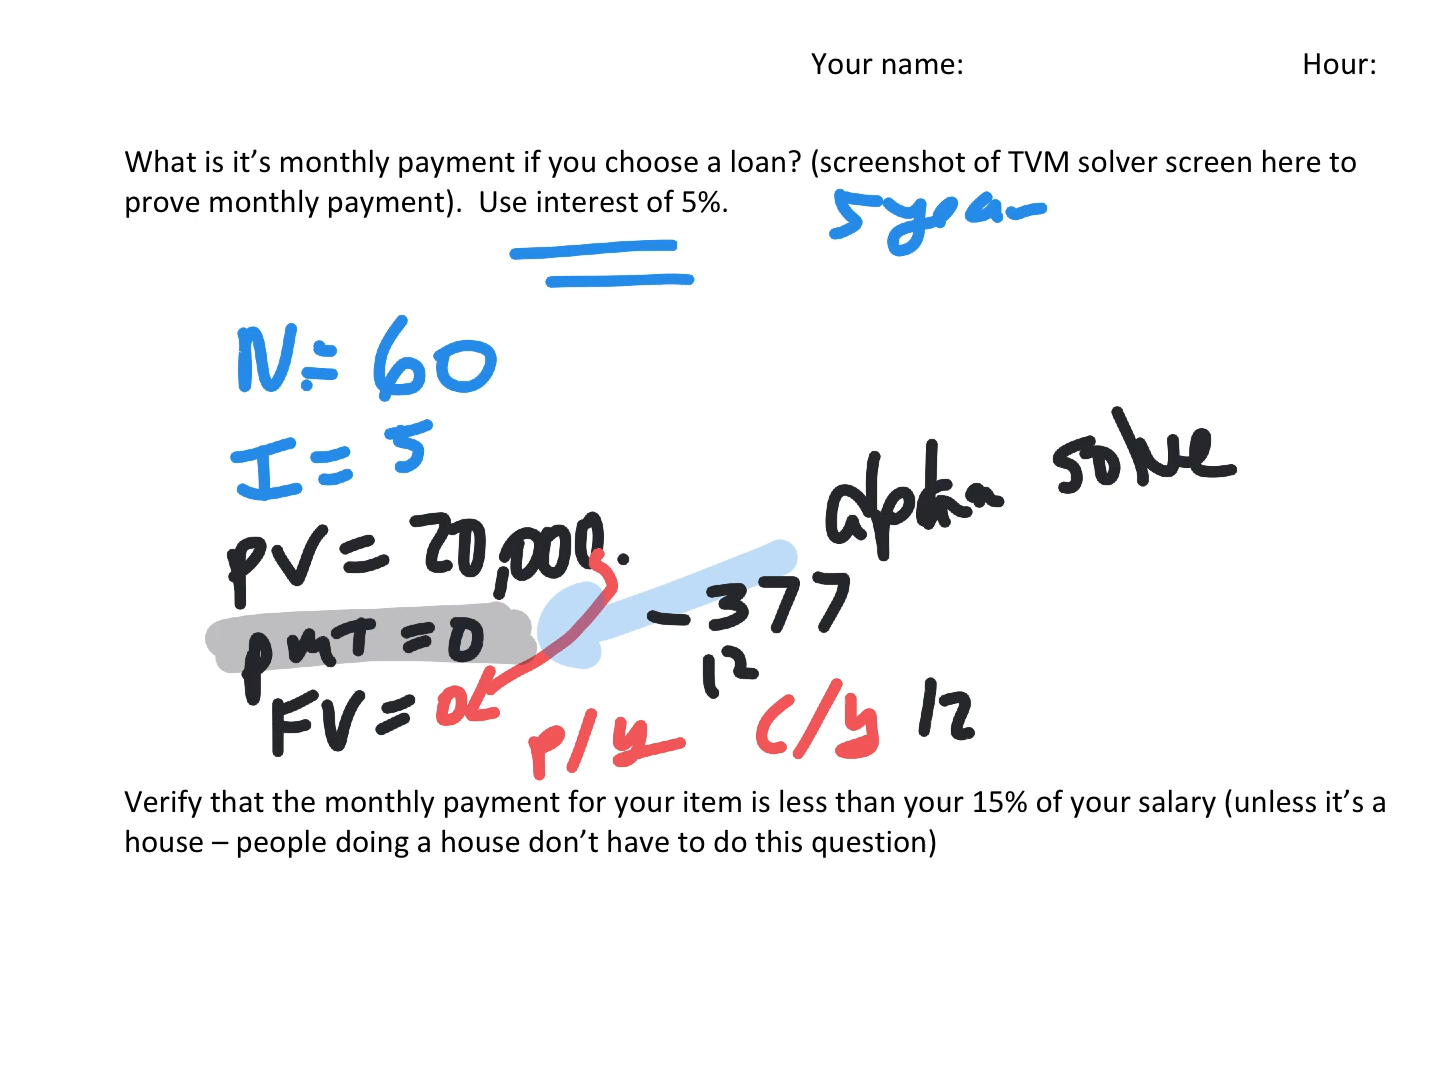 Your name: Hour:
What is it’s monthly payment if you choose a loan? (screenshot of TVM solver screen here to
prove monthly payment).  Use interest of 5%.
5 year
N= 60
I = 5
alpha solve
PV = 20,000.
-377
pmT = 0
12
FV = 0
P/y C/y 12
Verify that the monthly payment for your item is less than your 15% of your salary (unless it’s a
house – people doing a house don’t have to do this question)